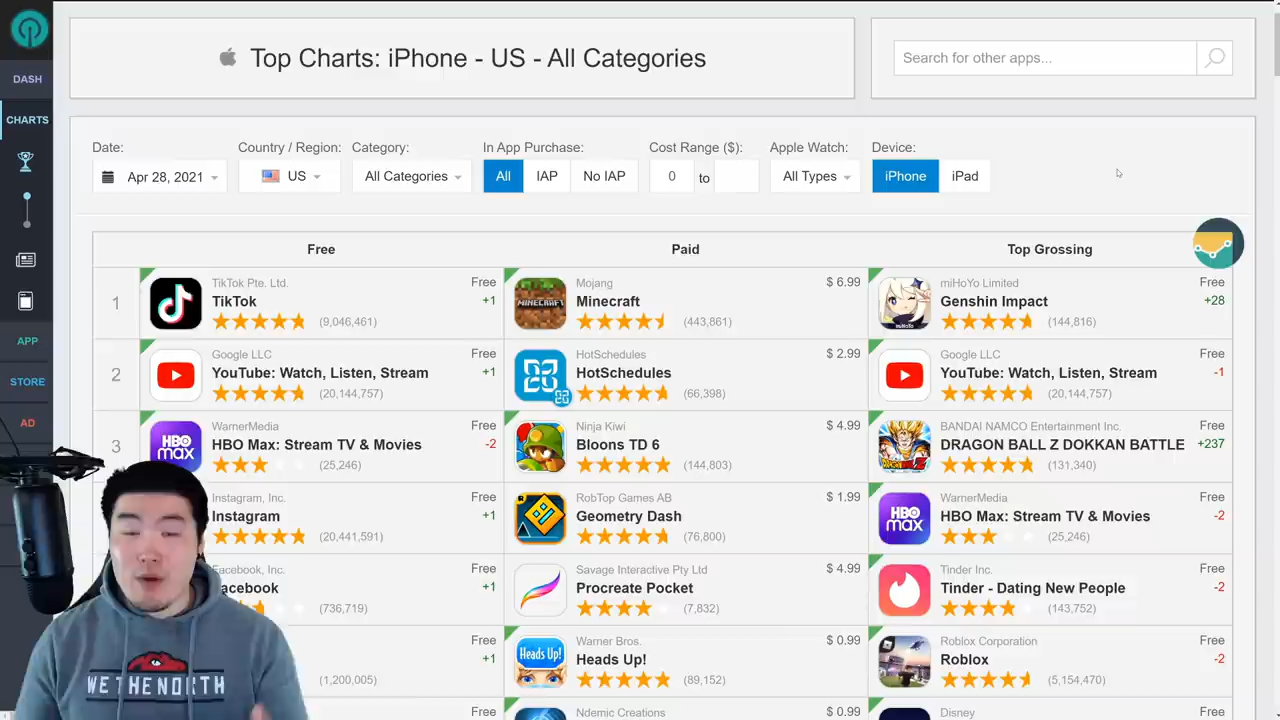 Top Charts: iPhone - US - All Categories
Search for other apps...
DASH
CHARTS
APP
STORE
AD
Date:
Country / Region:
Category:
In App Purchase:
Cost Range ($):
Apple Watch:
Device:
Apr 28, 2021
US
All Categories
All
IAP
No IAP
0
to
All Types
iPhone
iPad
Free
Paid
Top Grossing
1
TikTok Pte. Ltd.
Free
TikTok
+1
(9,046,461)
Mojang
$ 6.99
Minecraft
MINECRAFT
(443,861)
miHoYo Limited
Free
Genshin Impact
+28
miHoYo
(144,816)
2
Google LLC
Free
YouTube: Watch, Listen, Stream
+1
(20,144,757)
HotSchedules
$ 2.99
HotSchedules
(66,398)
Google LLC
Free
YouTube: Watch, Listen, Stream
-1
(20,144,757)
3
WarnerMedia
Free
HBO Max: Stream TV & Movies
-2
HBO
max
(25,246)
Ninja Kiwi
$ 4.99
Bloons TD 6
(144,803)
BANDAI NAMCO Entertainment Inc.
Free
DRAGON BALL Z DOKKAN BATTLE
+237
(131,340)
Instagram, Inc.
Free
Instagram
+1
(20,441,591)
RobTop Games AB
$ 1.99
Geometry Dash
(76,800)
WarnerMedia
Free
HBO Max: Stream TV & Movies
-2
HBO
max
(25,246)
Facebook, Inc.
Free
acebook
+1
(736,719)
Savage Interactive Pty Ltd
$ 4.99
Procreate Pocket
(7,832)
Tinder Inc.
Free
Tinder - Dating New People
-2
(143,752)
Free
+1
(1,200,005)
Warner Bros.
$ 0.99
Heads Up!
Heads Up!
(89,152)
Roblox Corporation
Free
Roblox
-2
(5,154,470)
Free
Ndemic Creations
$ 0.99
Disney
Free
WE THE NORTH